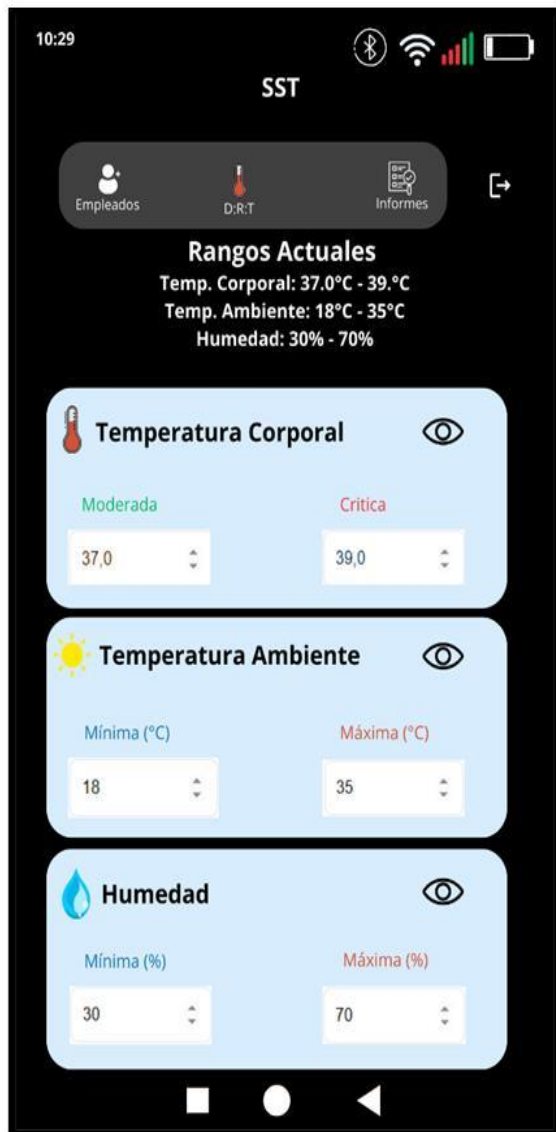 10:29
SST
Empleados
D:R:T
Informes
Rangos Actuales
Temp. Corporal: 37.0°C - 39.°C
Temp. Ambiente: 18°C - 35°C
Humedad: 30% - 70%
Temperatura Corporal
Moderada Critica
37,0 39,0
Temperatura Ambiente
Mínima (°C) Máxima (°C)
18 35
Humedad
Mínima (%) Máxima (%)
30 70